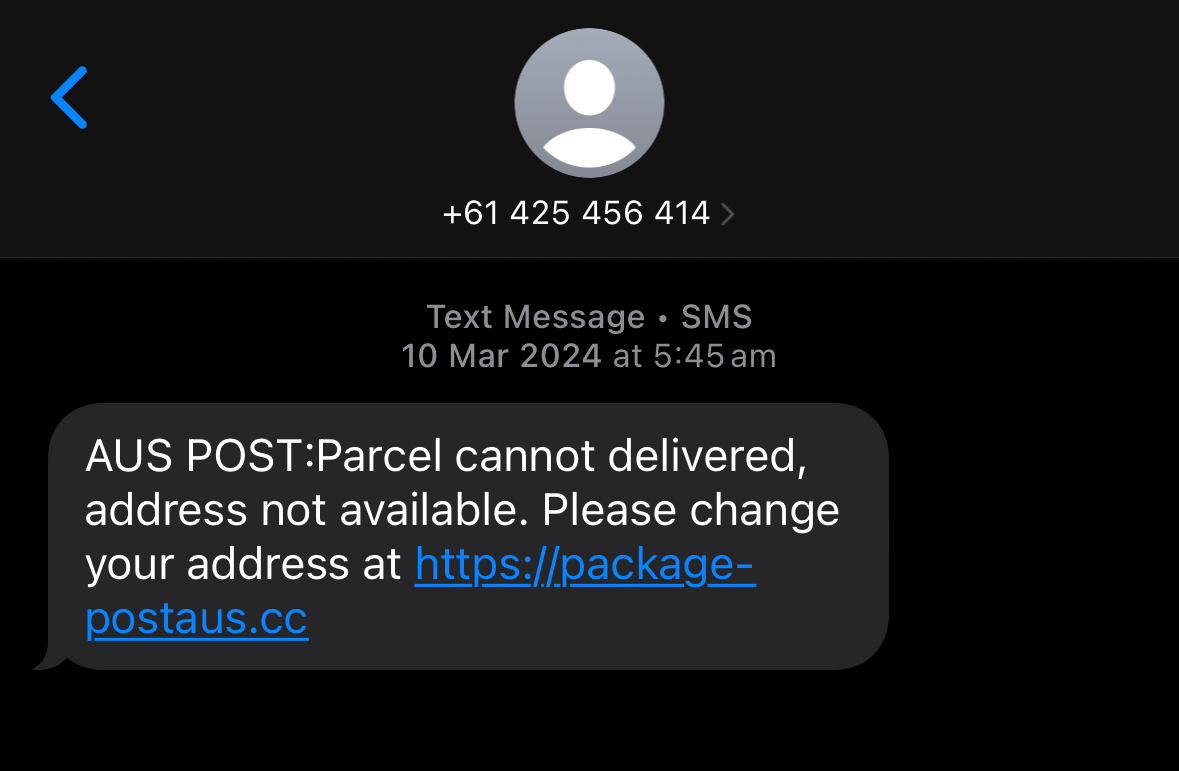 +61 425 456 414
Text Message • SMS
10 Mar 2024 at 5:45 am
AUS POST:Parcel cannot delivered,
address not available. Please change
your address at https://package-
postaus.cc